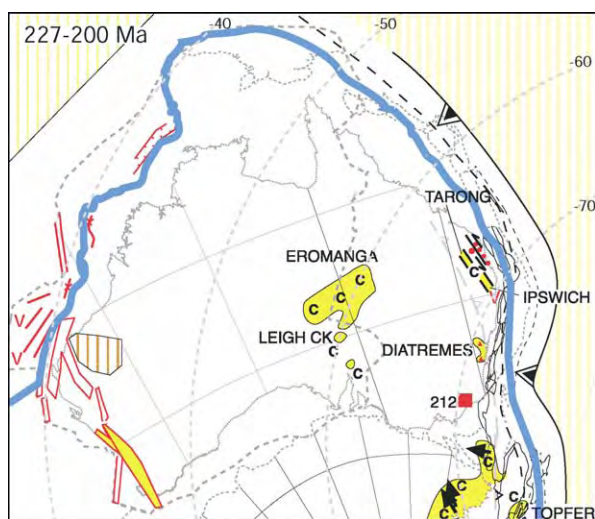 227-200 Ma
-40
-50
-60
TARONG
-70
C
EROMANGA
C
C
C
IPSWICH
V
V
LEIGH CK
C
DIATREMES
C
212
C
C
C
C
TOPFER